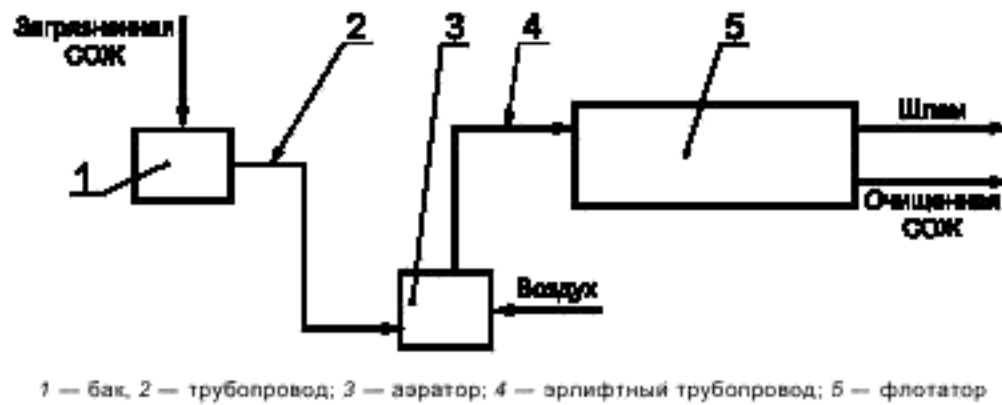 Загрязненная
СОЖ
2
3
4
5
1
Шлам
Очищенная
СОЖ
Воздух
1 — бак, 2 — трубопровод; 3 — аэратор; 4 — эрлифтный трубопровод; 5 — флотатор